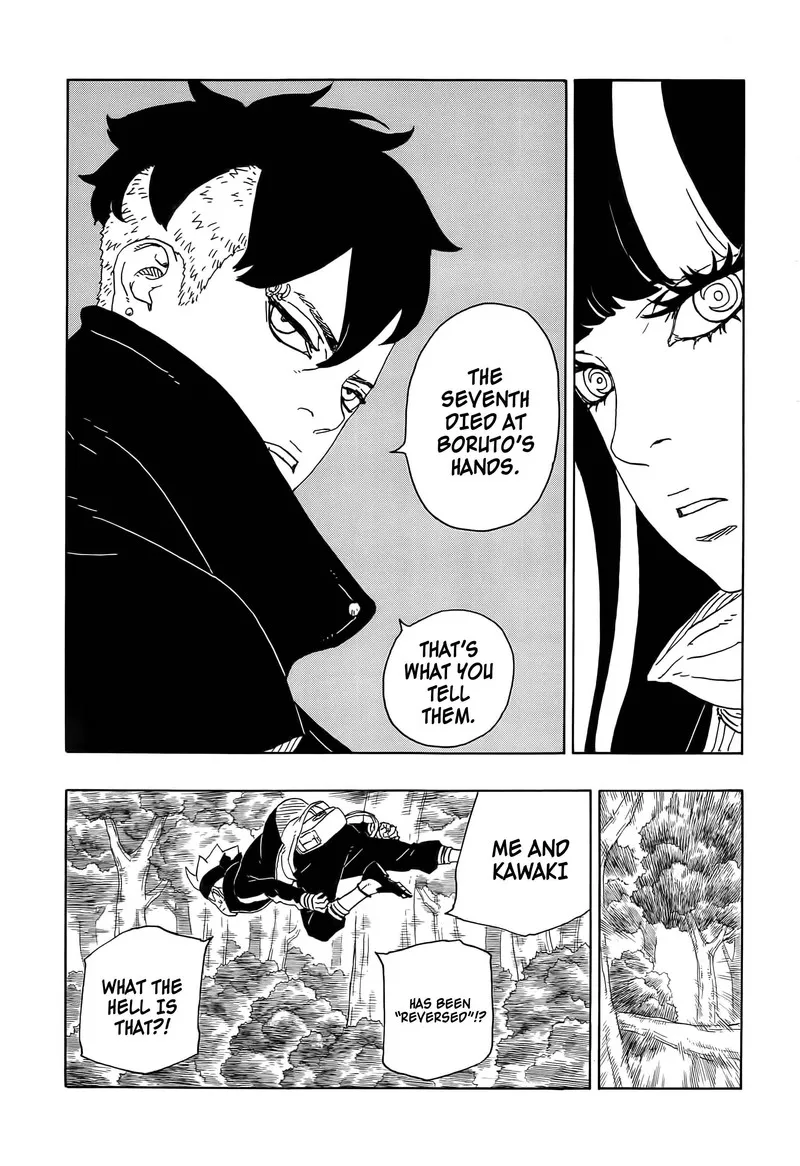 THE
SEVENTH
DIED AT
BORUTO'S
HANDS.
THAT'S
WHAT YOU
TELL
THEM.
ME AND
KAWAKI
HAS BEEN
"REVERSED"!?
WHAT THE
HELL IS
THAT?!